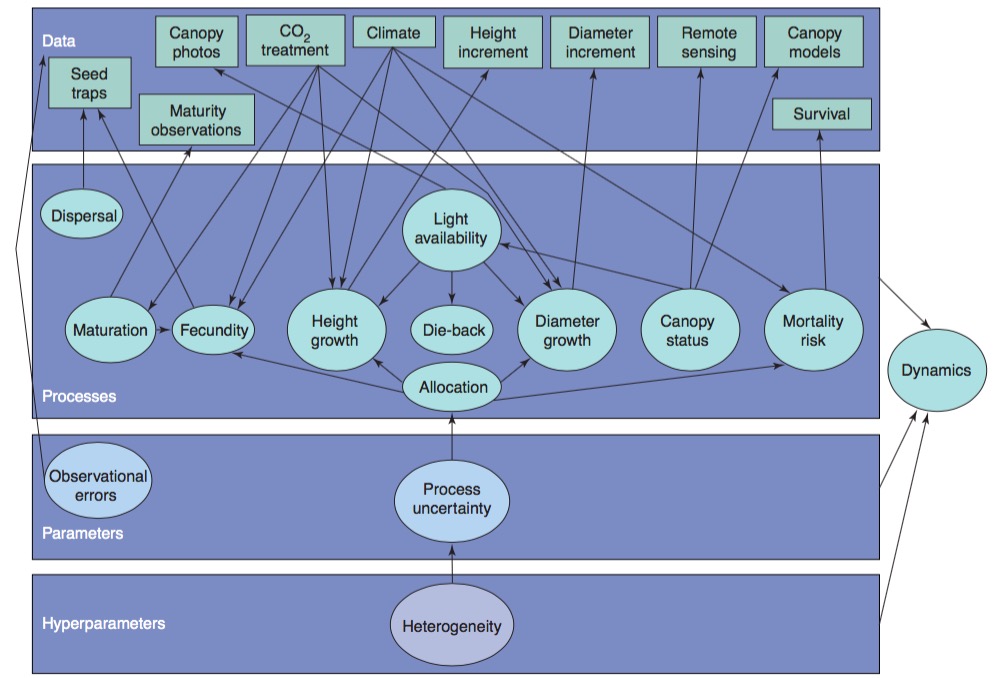 Data
Canopy
photos
CO2
treatment
Climate
Height
increment
Diameter
increment
Remote
sensing
Canopy
models
Seed
traps
Maturity
observations
Survival
Dispersal
Light
availability
Maturation
Fecundity
Height
growth
Die-back
Diameter
growth
Canopy
status
Mortality
risk
Dynamics
Allocation
Processes
Observational
errors
Process
uncertainty
Parameters
Hyperparameters
Heterogeneity